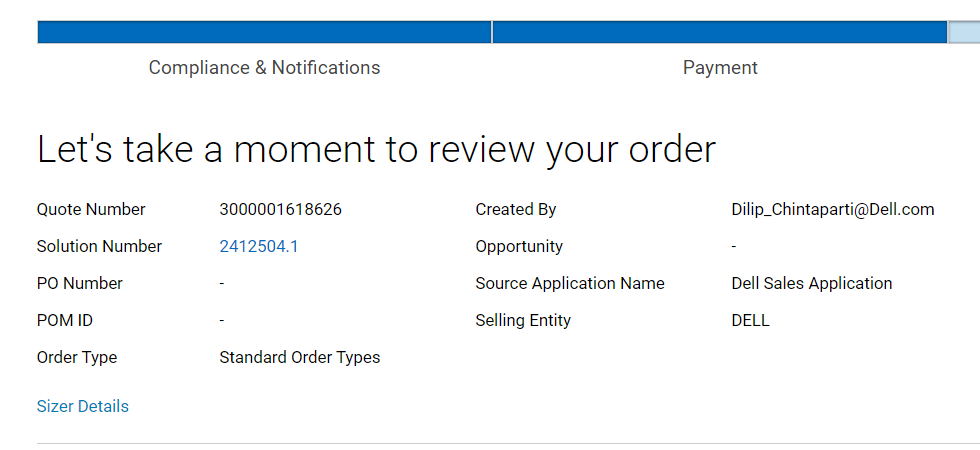 Compliance & Notifications Payment
Let's take a moment to review your order
Quote Number 3000001618626 Created By Dilip_Chintaparti@Dell.com
Solution Number 2412504.1 Opportunity -
PO Number - Source Application Name Dell Sales Application
POM ID - Selling Entity DELL
Order Type Standard Order Types
Sizer Details